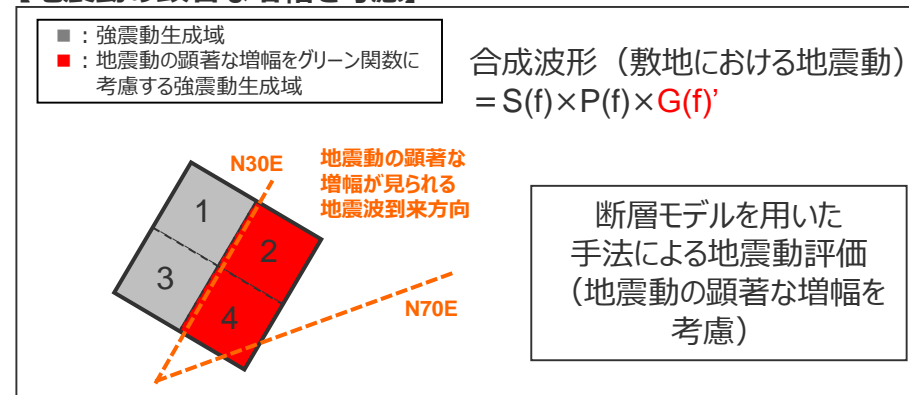 ■：強震動生成域
■：地震動の顕著な増幅をグリーン関数に
考慮する強震動生成域
合成波形（敷地における地震動）
＝S(f)×P(f)×G(f)’
N30E
地震動の顕著な
増幅が見られる
地震波到来方向
1
2
3
4
N70E
断層モデルを用いた
手法による地震動評価
（地震動の顕著な増幅を
考慮）